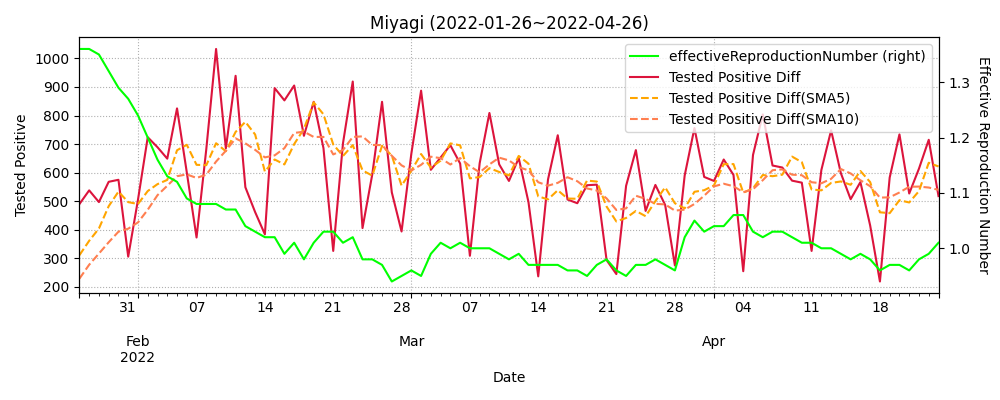 Miyagi (2022-01-26~2022-04-26)
effectiveReproductionNumber (right)
Tested Positive Diff
Tested Positive Diff(SMA5)
Tested Positive Diff(SMA10)
Tested Positive
1000
900
800
700
600
500
400
300
200
Effective Reproduction Number
1.3
1.2
1.1
1.0
31 07 14 21 28 07 14 21 28 04 11 18
Feb Mar Apr
2022
Date